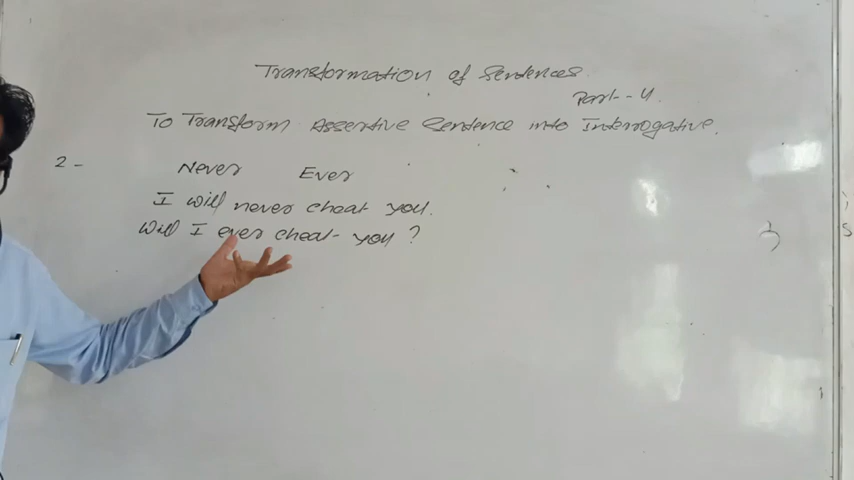 Transformation of Sentences
Part - 4.
To Transform Assertive Sentence into Interrogative.
2 - Never Ever
I will never cheat you.
Will I ever cheat you ?